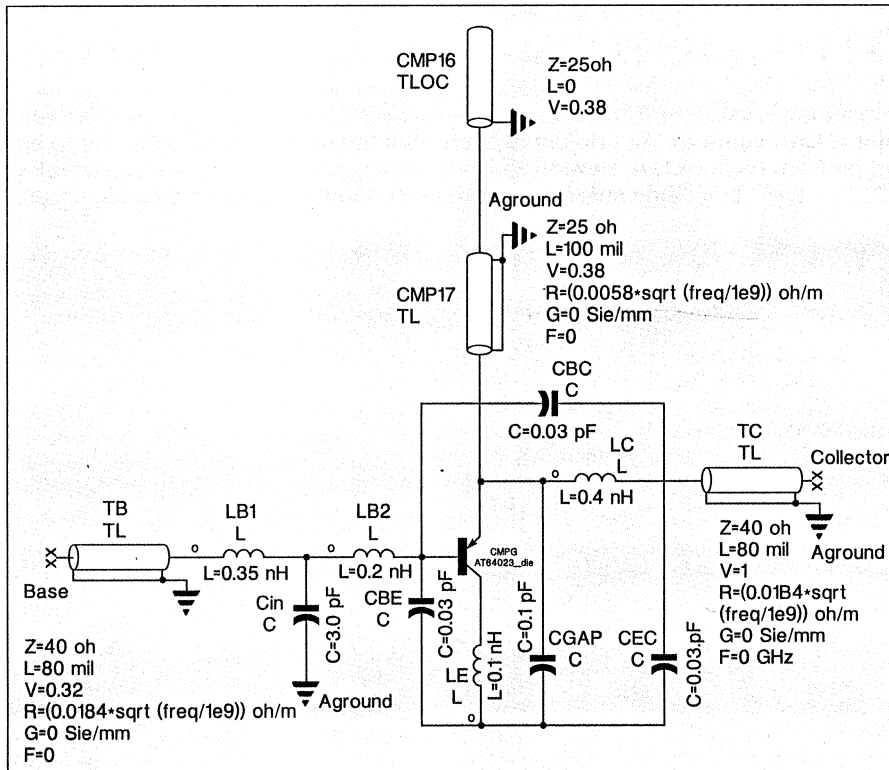 CMP16
TLOC
Z=25oh
L=0
V=0.38
Aground
Z=25 oh
L=100 mil
V=0.38
R=(0.0058*sqrt (freq/1e9)) oh/m
G=0 Sie/mm
F=0
CMP17
TL
CBC
C
C=0.03 pF
LC
L
L=0.4 nH
TC
TL
Collector
XX
Aground
Z=40 oh
L=80 mil
V=1
R=(0.01B4*sqrt
(freq/1e9)) oh/m
G=0 Sie/mm
F=0 GHz
TB
TL
XX
Base
o
LB1
L
L=0.35 nH
o
LB2
L
L=0.2 nH
CMPG
AT64023_die
o
Cin
C
C=3.0 pF
Aground
CBE
C
C=0.03 pF
LE
L
L=0.1 nH
o
C=0.1 pF
CGAP
C
CEC
C
C=0.03.pF
Z=40 oh
L=80 mil
V=0.32
R=(0.0184*sqrt (freq/1e9)) oh/m
G=0 Sie/mm
F=0